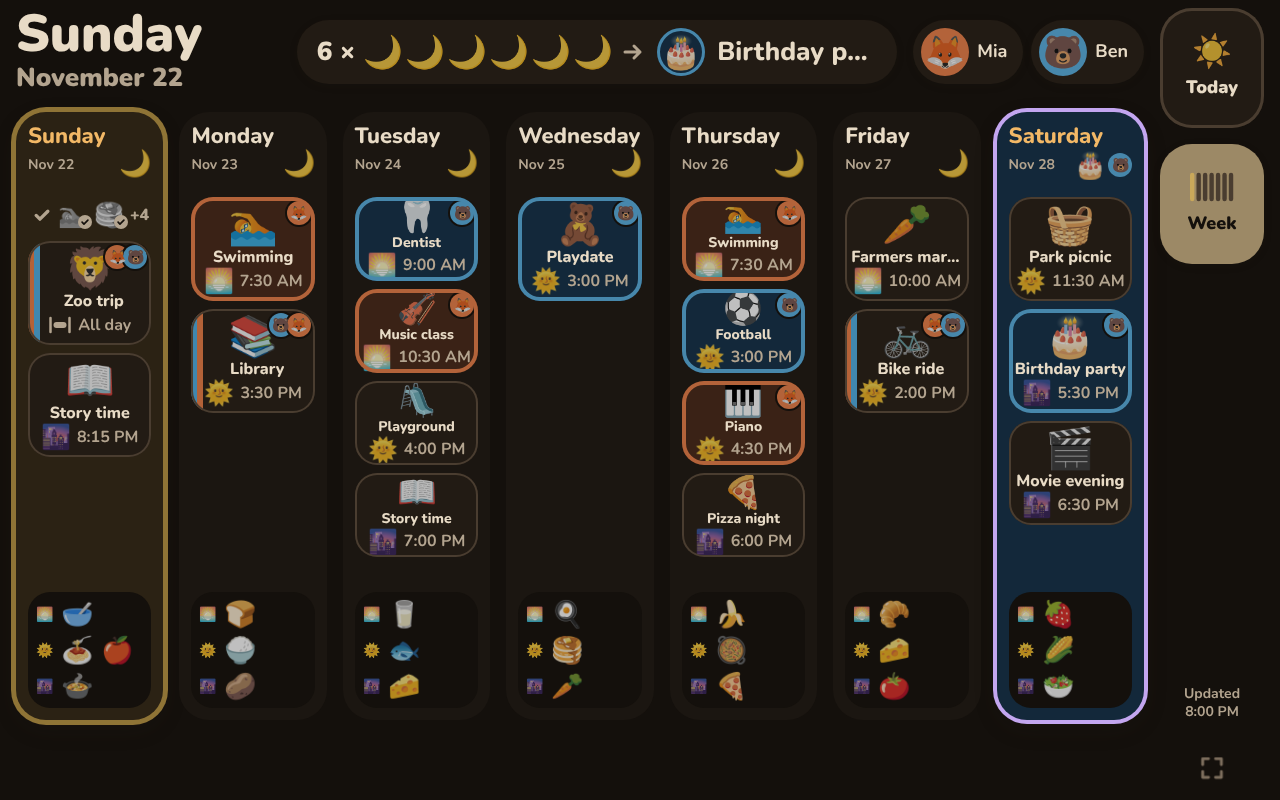 Sunday
November 22
6 ×
→
Birthday p...
Mia
Ben
Today
Week
Sunday
Nov 22
+4
Zoo trip
All day
Story time
8:15 PM
Monday
Nov 23
Swimming
7:30 AM
Library
3:30 PM
Tuesday
Nov 24
Dentist
9:00 AM
Music class
10:30 AM
Playground
4:00 PM
Story time
7:00 PM
Wednesday
Nov 25
Playdate
3:00 PM
Thursday
Nov 26
Swimming
7:30 AM
Football
3:00 PM
Piano
4:30 PM
Pizza night
6:00 PM
Friday
Nov 27
Farmers mar...
10:00 AM
Bike ride
2:00 PM
Saturday
Nov 28
Park picnic
11:30 AM
Birthday party
5:30 PM
Movie evening
6:30 PM
Updated
8:00 PM